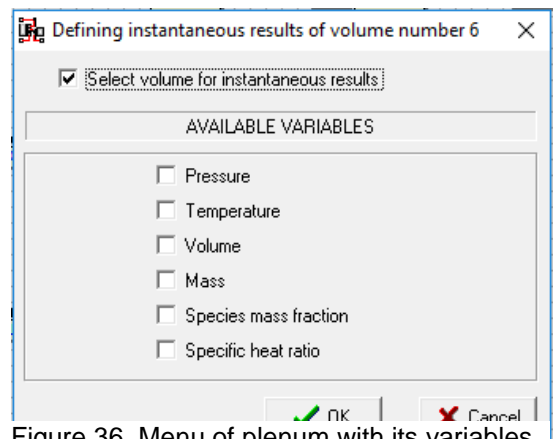 Defining instantaneous results of volume number 6
Select volume for instantaneous results
AVAILABLE VARIABLES
Pressure
Temperature
Volume
Mass
Species mass fraction
Specific heat ratio
OK Cancel
Figure 36. Menu of plenum with its variables